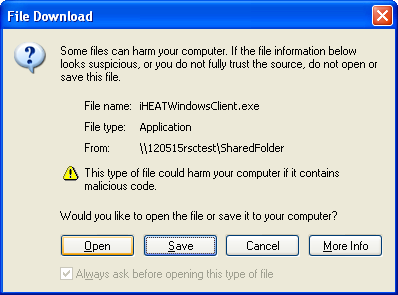 File Download
Some files can harm your computer. If the file information below
looks suspicious, or you do not fully trust the source, do not open or
save this file.
File name: iHEATWindowsClient.exe
File type: Application
From: \\120515rsctest\SharedFolder
This type of file could harm your computer if it contains
malicious code.
Would you like to open the file or save it to your computer?
Open Save Cancel More Info
Always ask before opening this type of file